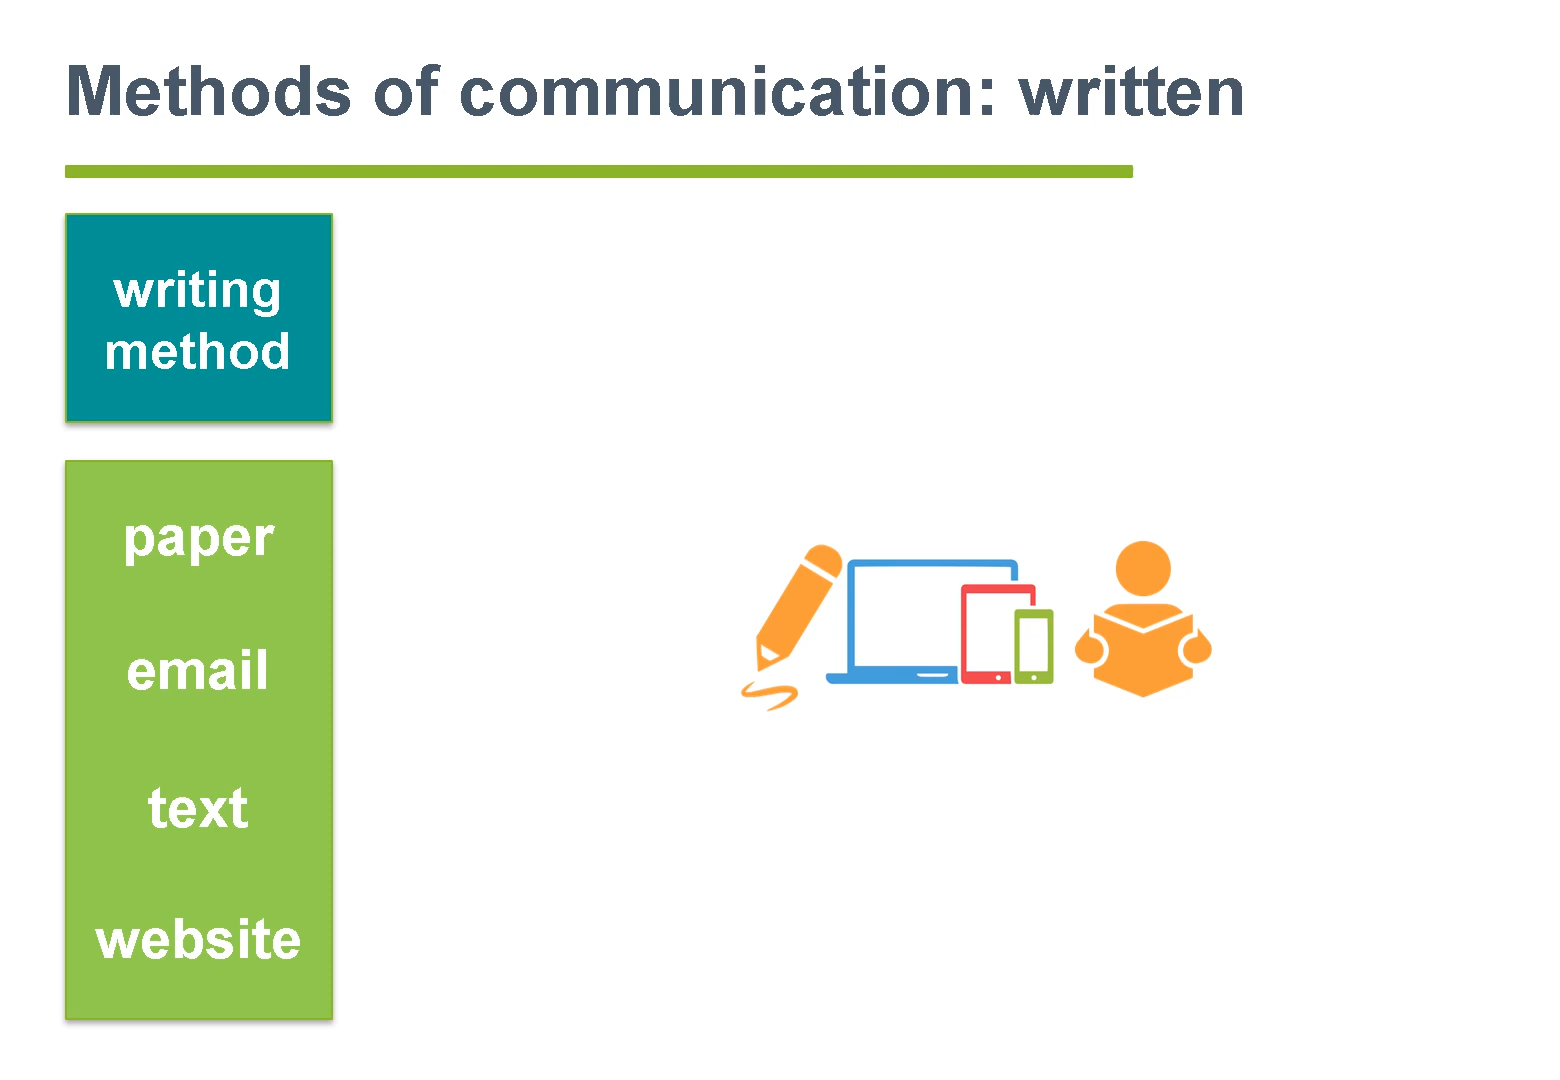 Methods of communication: written
writing
method
paper
email
text
website